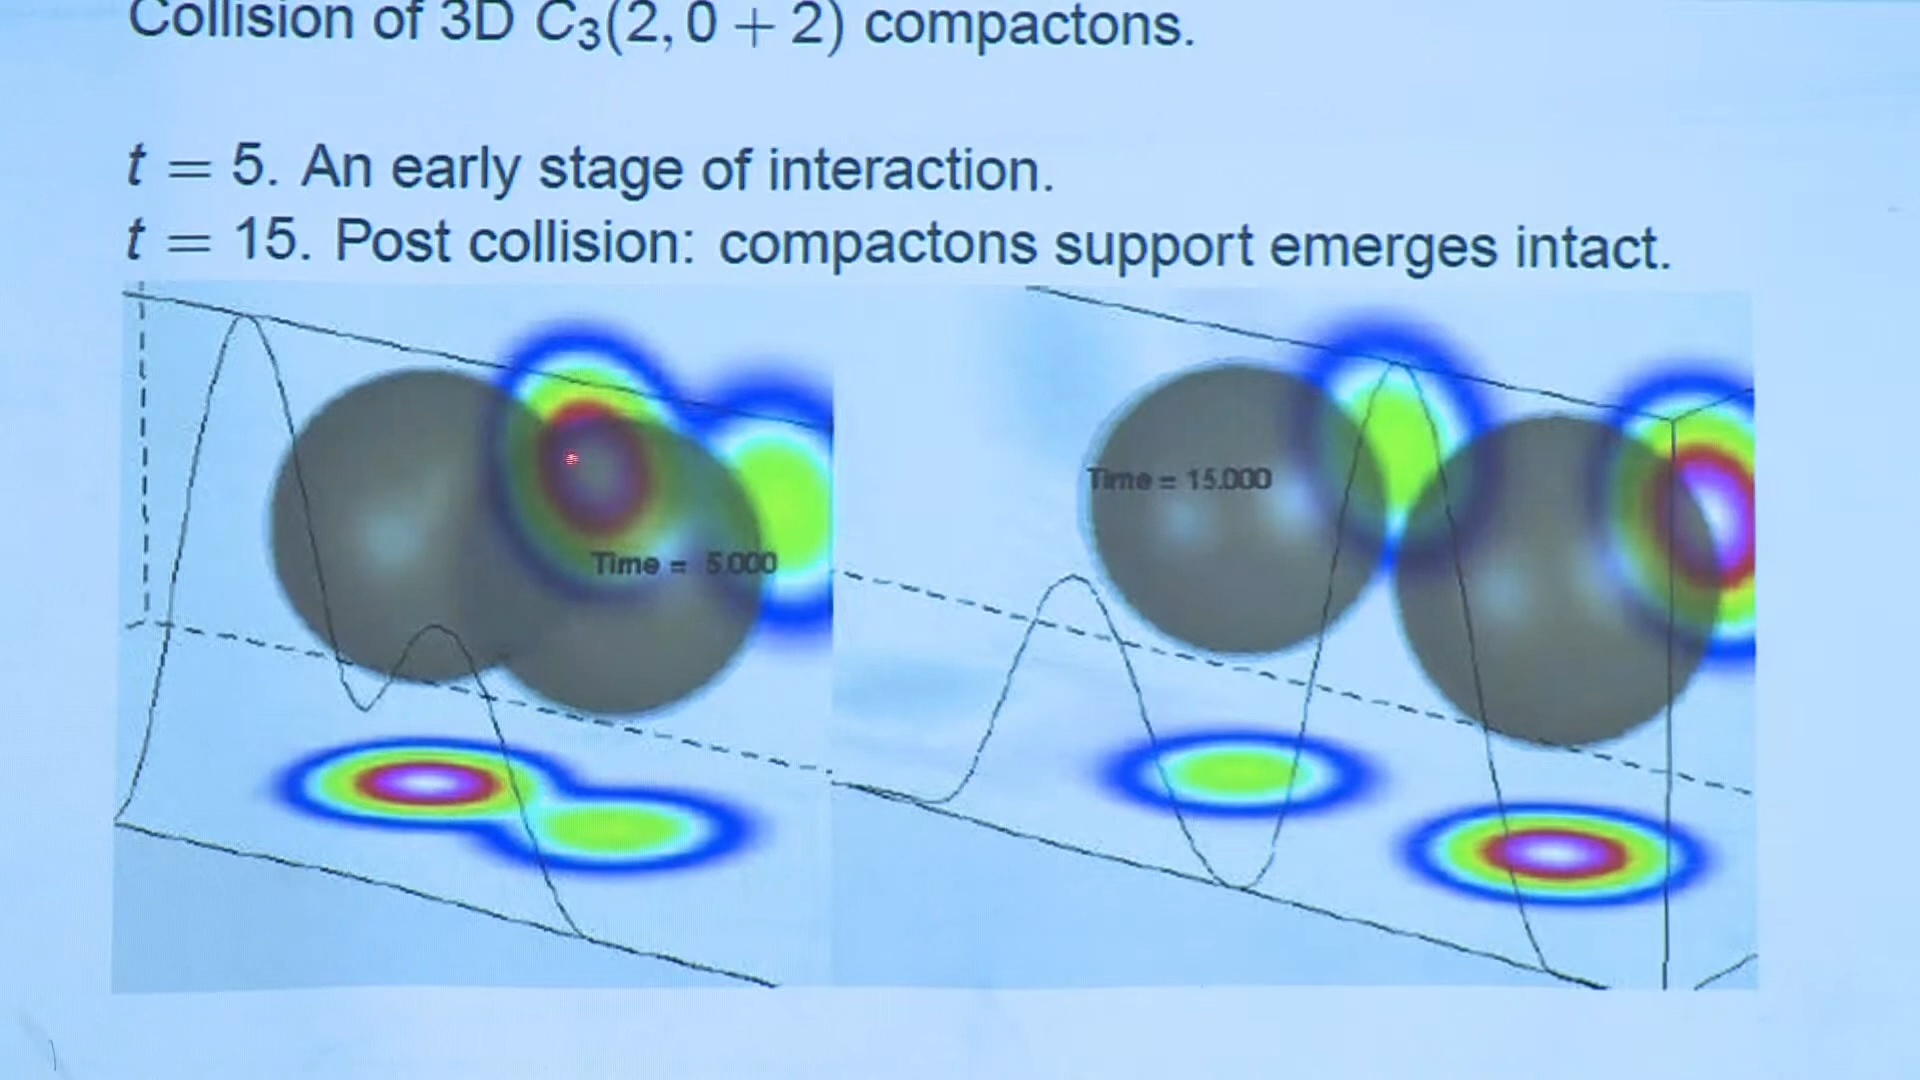 Collision of 3D C₃(2, 0 + 2) compactons.
t = 5. An early stage of interaction.
t = 15. Post collision: compactons support emerges intact.
Time = 5.000
Time = 15.000